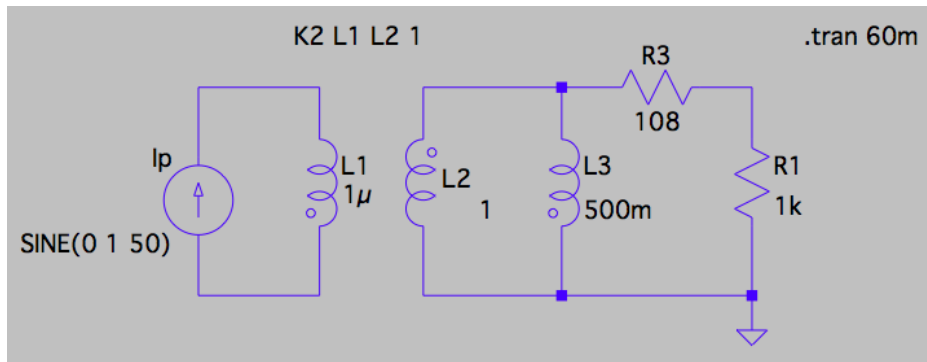 K2 L1 L2 1
.tran 60m
R3
108
Ip
L1
1µ
L2
1
L3
500m
R1
1k
SINE(0 1 50)